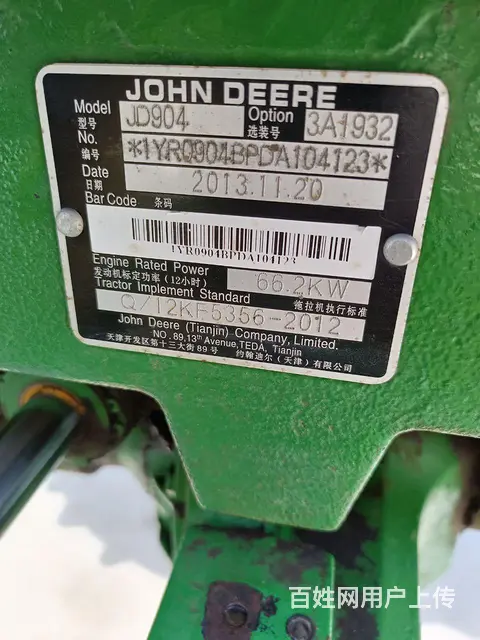 JOHN DEERE
Model JD904 Option 3A1932
型号 选装号
No. *1YR0904BPDA104123*
编号
Date 2013.11.20
日期
Bar Code 条码
1YR0904BPDA104123
Engine Rated Power 66.2KW
发动机标定功率(12小时)
Tractor Implement Standard 拖拉机执行标准
Q/12KF5356-2012
John Deere (Tianjin) Company, Limited.
NO. 89,13th Avenue,TEDA, Tianjin
天津开发区第十三大街89号 约翰迪尔(天津)有限公司
百姓网用户上传